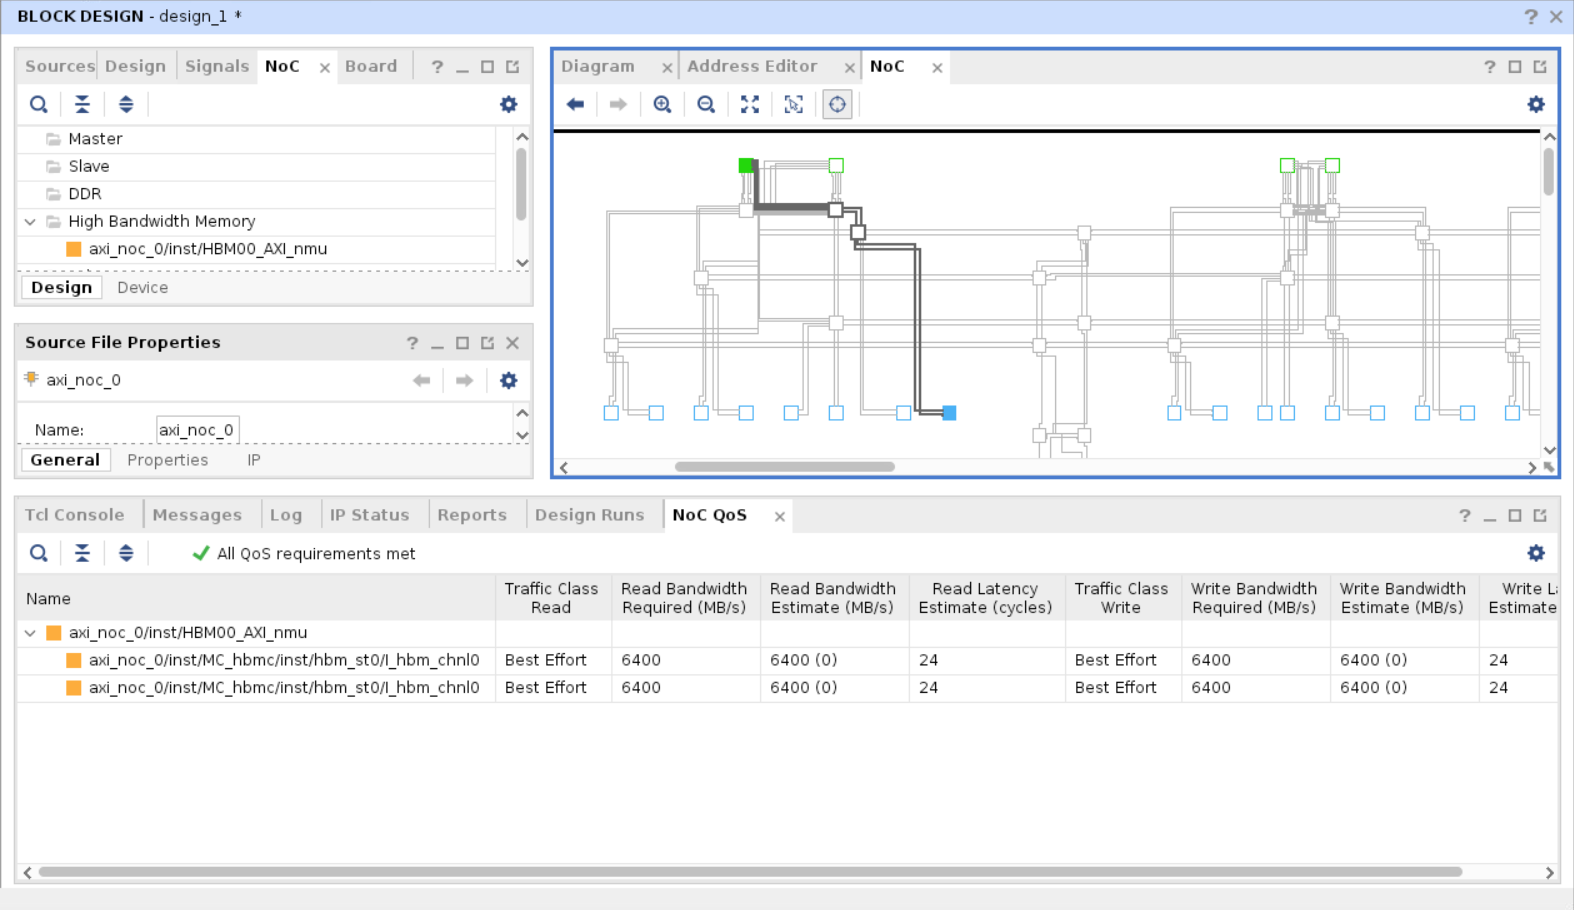 BLOCK DESIGN - design_1 *
Sources Design Signals NoC Board
Master
Slave
DDR
High Bandwidth Memory
axi_noc_0/inst/HBM00_AXI_nmu
Design Device
Source File Properties
axi_noc_0
Name: axi_noc_0
General Properties IP
Diagram Address Editor NoC
Tcl Console Messages Log IP Status Reports Design Runs NoC QoS
All QoS requirements met
Name
Traffic Class
Read
Read Bandwidth
Required (MB/s)
Read Bandwidth
Estimate (MB/s)
Read Latency
Estimate (cycles)
Traffic Class
Write
Write Bandwidth
Required (MB/s)
Write Bandwidth
Estimate (MB/s)
Write L
Estimate
axi_noc_0/inst/HBM00_AXI_nmu
axi_noc_0/inst/MC_hbmc/inst/hbm_st0/I_hbm_chnl0 Best Effort 6400 6400 (0) 24 Best Effort 6400 6400 (0) 24
axi_noc_0/inst/MC_hbmc/inst/hbm_st0/I_hbm_chnl0 Best Effort 6400 6400 (0) 24 Best Effort 6400 6400 (0) 24